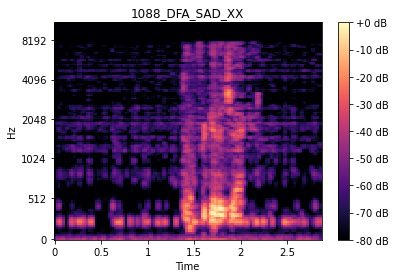 1088_DFA_SAD_XX
+0 dB
8192
-10 dB
4096
-20 dB
-30 dB
2048
Hz
-40 dB
1024
-50 dB
512
-60 dB
-70 dB
0
-80 dB
0 0.5 1 1.5 2 2.5
Time